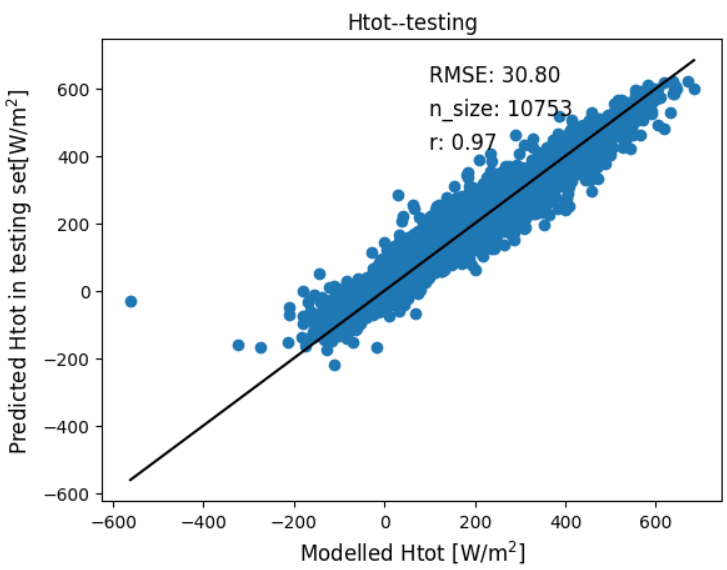 Htot--testing
RMSE: 30.80
n_size: 10753
r: 0.97
Predicted Htot in testing set[W/m²]
600
400
200
0
−200
−400
−600
−600 −400 −200 0 200 400 600
Modelled Htot [W/m²]